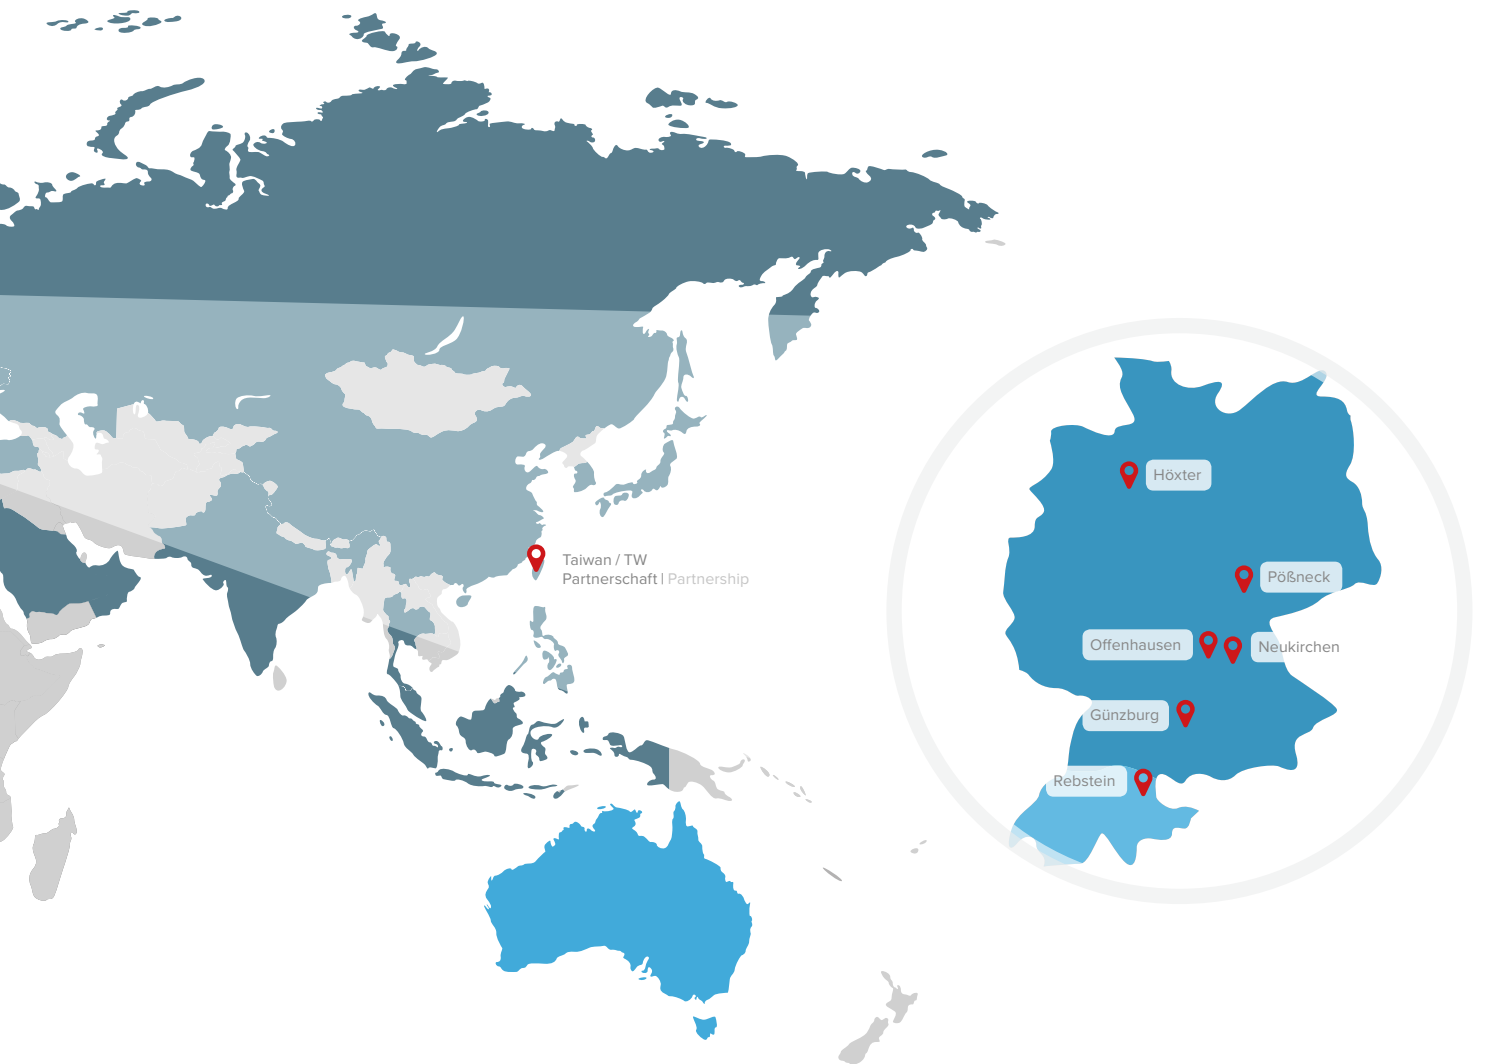 Taiwan / TW
Partnerschaft | Partnership
Höxter
Pößneck
Offenhausen
Neukirchen
Günzburg
Rebstein